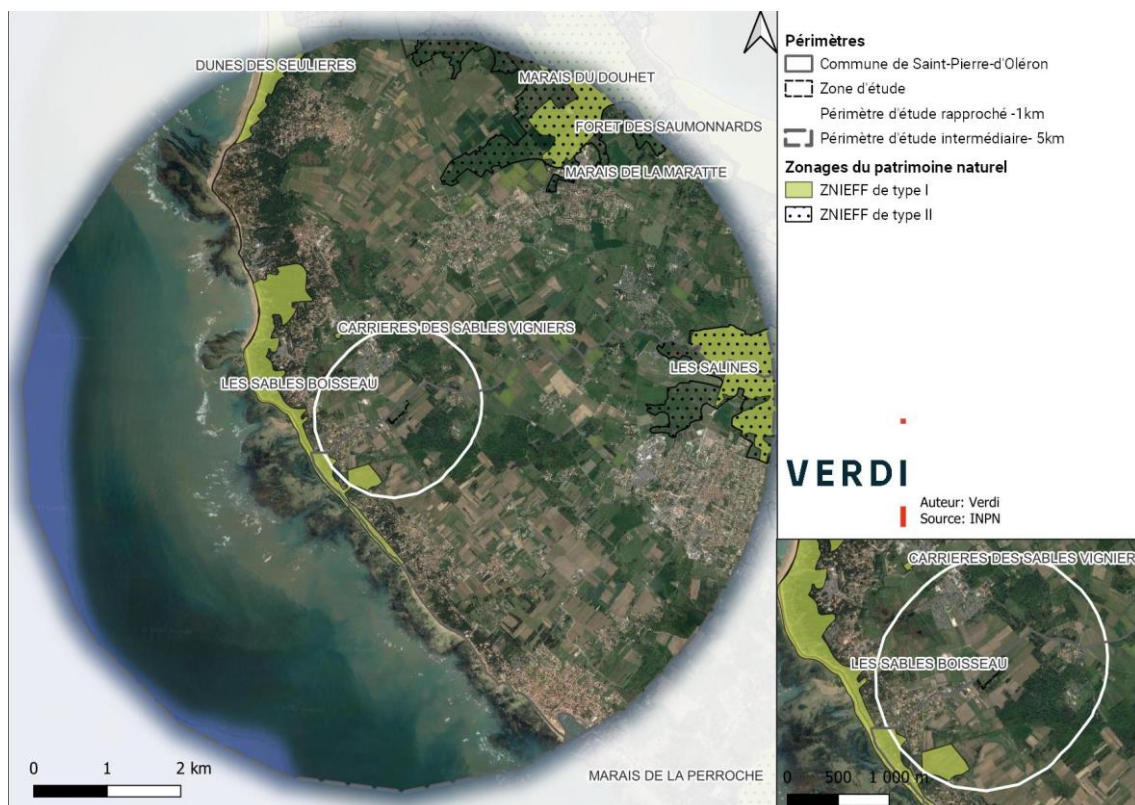 DUNES DES SEULIERES
MARAIS DU DOUHET
FORET DES SAUMONNARDS
MARAIS DE LA MARATTE
CARRIERES DES SABLES VIGNIERS
LES SALINES
LES SABLES BOISSEAU
MARAIS DE LA PERROCHE
0 1 2 km
Périmètres
Commune de Saint-Pierre-d'Oléron
Zone d'étude
Périmètre d'étude rapproché -1km
Périmètre d'étude intermédiaire- 5km
Zonages du patrimoine naturel
ZNIEFF de type I
ZNIEFF de type II
VERDI
Auteur: Verdi
Source: INPN
CARRIERES DES SABLES VIGNIER
LES SABLES BOISSEAU
0 500 1 000 m